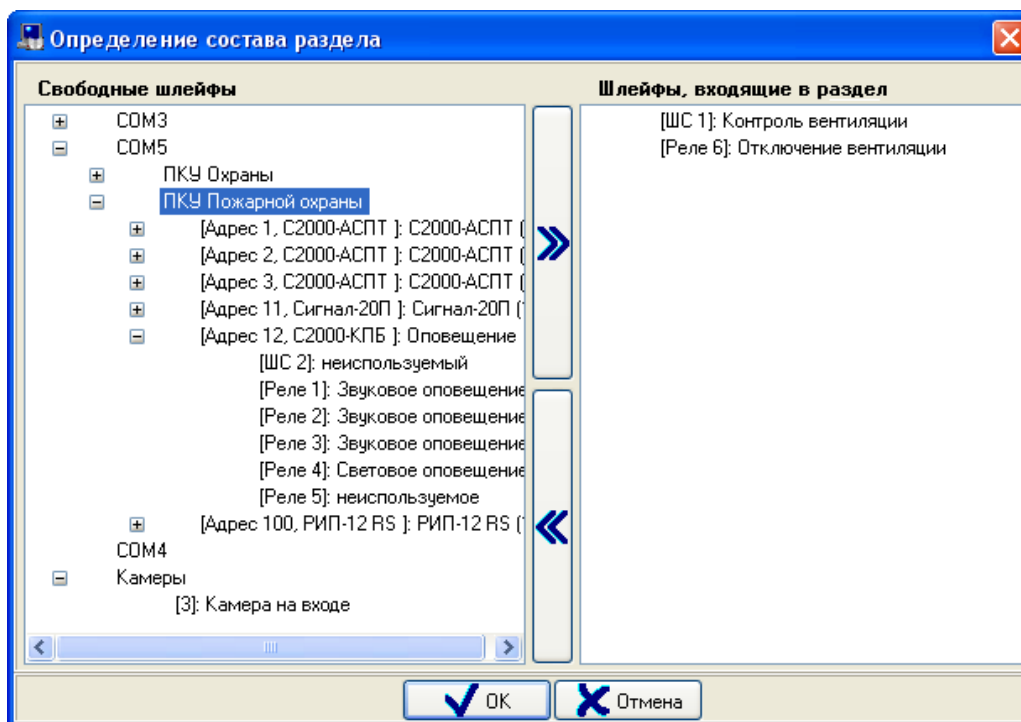 Определение состава раздела
Свободные шлейфы
COM3
COM5
ПКУ Охраны
ПКУ Пожарной охраны
[Адрес 1, С2000-АСПТ ]: С2000-АСПТ (
[Адрес 2, С2000-АСПТ ]: С2000-АСПТ (
[Адрес 3, С2000-АСПТ ]: С2000-АСПТ (
[Адрес 11, Сигнал-20П ]: Сигнал-20П (
[Адрес 12, С2000-КПБ ]: Оповещение
[ШС 2]: неиспользуемый
[Реле 1]: Звуковое оповещение
[Реле 2]: Звуковое оповещение
[Реле 3]: Звуковое оповещение
[Реле 4]: Световое оповещение
[Реле 5]: неиспользуемое
[Адрес 100, РИП-12 RS ]: РИП-12 RS (
COM4
Камеры
[3]: Камера на входе
Шлейфы, входящие в раздел
[ШС 1]: Контроль вентиляции
[Реле 6]: Отключение вентиляции
OK
Отмена